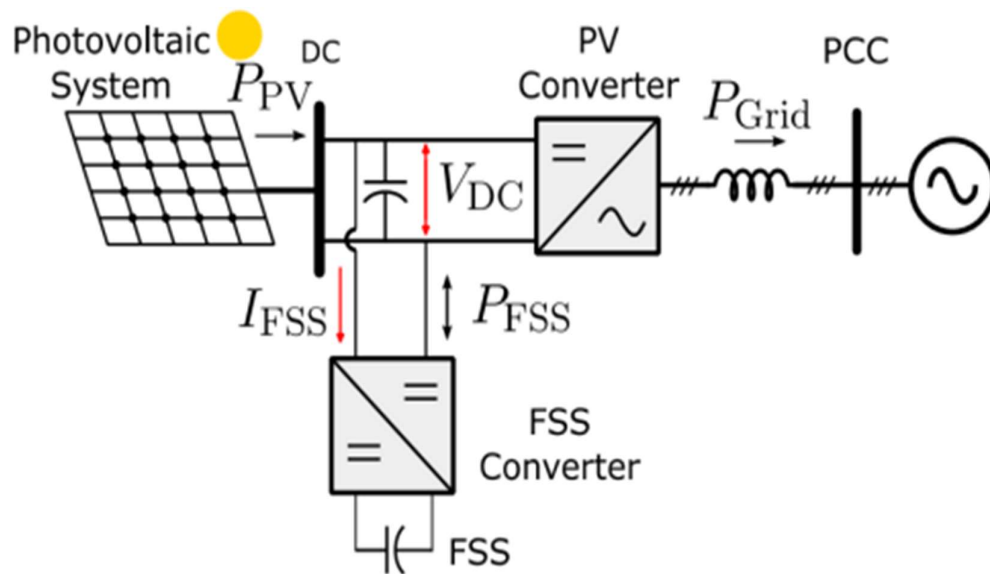 Photovoltaic
System
DC
PV
Converter
PCC
P_PV
P_Grid
V_DC
I_FSS
P_FSS
FSS
Converter
FSS